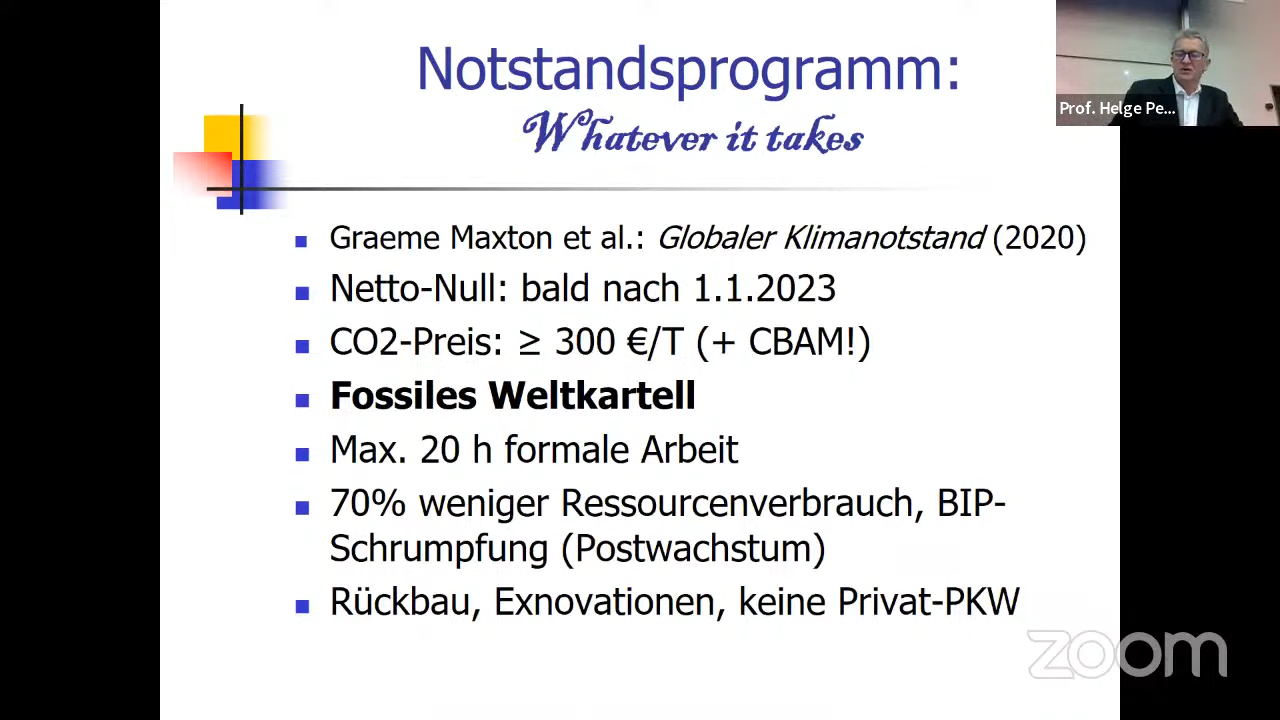 Notstandsprogramm:
Whatever it takes
Prof. Helge Pe...
Graeme Maxton et al.: Globaler Klimanotstand (2020)
Netto-Null: bald nach 1.1.2023
CO2-Preis: ≥ 300 €/T (+ CBAM!)
Fossiles Weltkartell
Max. 20 h formale Arbeit
70% weniger Ressourcenverbrauch, BIP-
Schrumpfung (Postwachstum)
Rückbau, Exnovationen, keine Privat-PKW
zoom